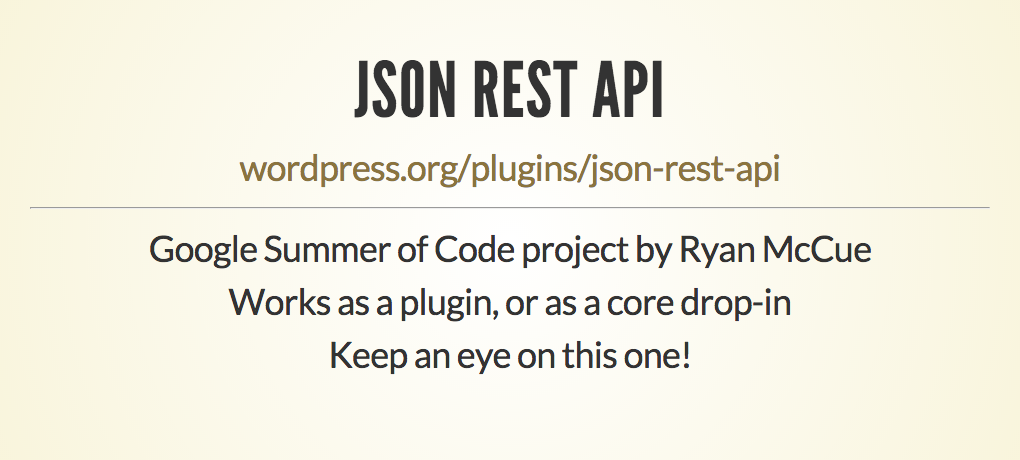 JSON REST API
wordpress.org/plugins/json-rest-api
Google Summer of Code project by Ryan McCue
Works as a plugin, or as a core drop-in
Keep an eye on this one!